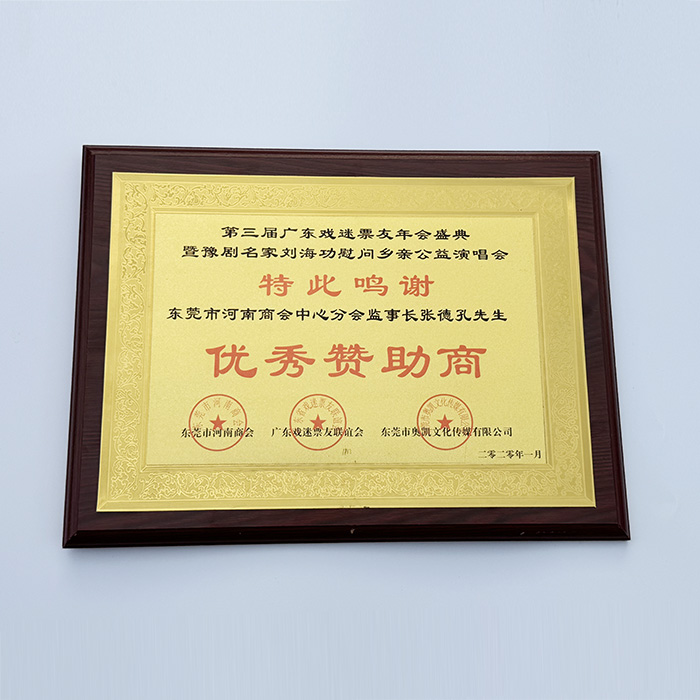 第三届广东戏迷票友年会盛典
暨豫剧名家刘海功慰问乡亲公益演唱会
特此鸣谢
东莞市河南商会中心分会监事长张德孔先生
优秀赞助商
东莞市河南商会 广东戏迷票友联谊会 东莞市奥凯文化传媒有限公司
二零二零年一月